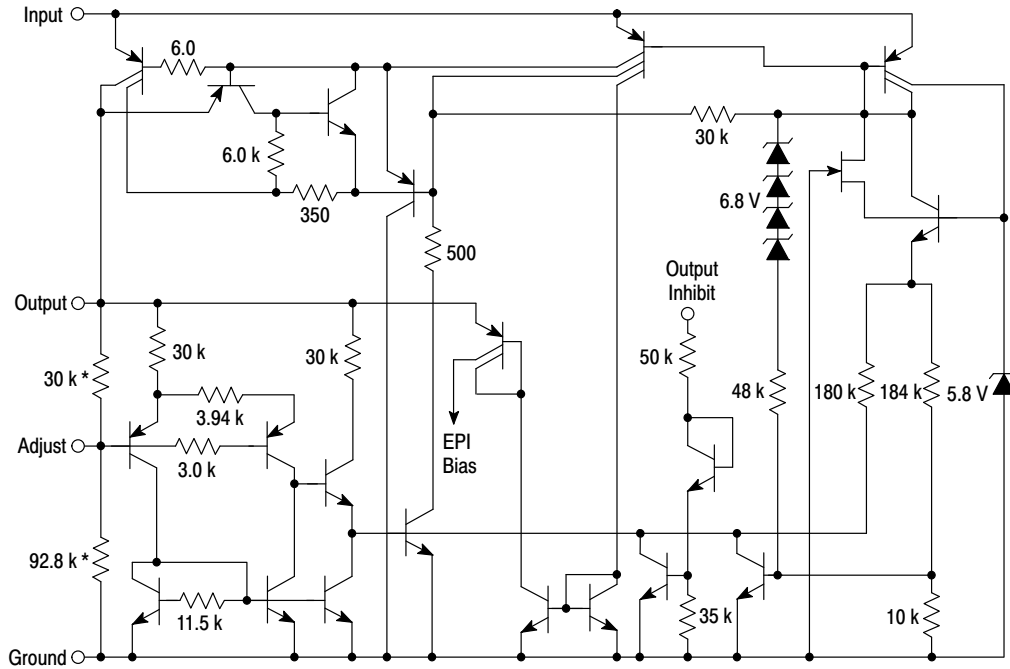 Input
6.0
30 k
6.0 k
6.8 V
350
500
Output
Inhibit
Output
50 k
30 k
30 k
30 k *
48 k
180 k
184 k
5.8 V
3.94 k
EPI
Bias
Adjust
3.0 k
92.8 k *
11.5 k
35 k
10 k
Ground